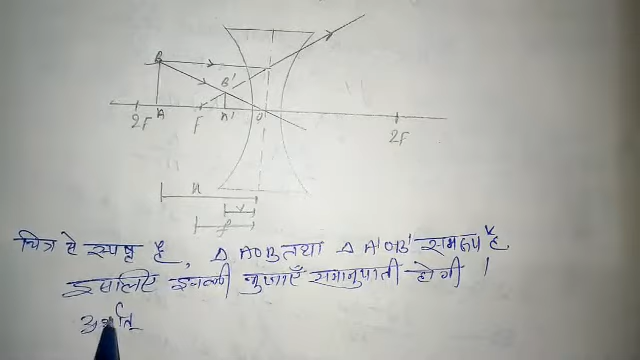 B
B'
2F A F A' O 2F
u
v
f
चित्र से स्पष्ट है, Δ AOB तथा Δ A'OB' समरूप है,
इसलिए इनकी भुजाएँ समानुपाती होगी ।
अर्थात्